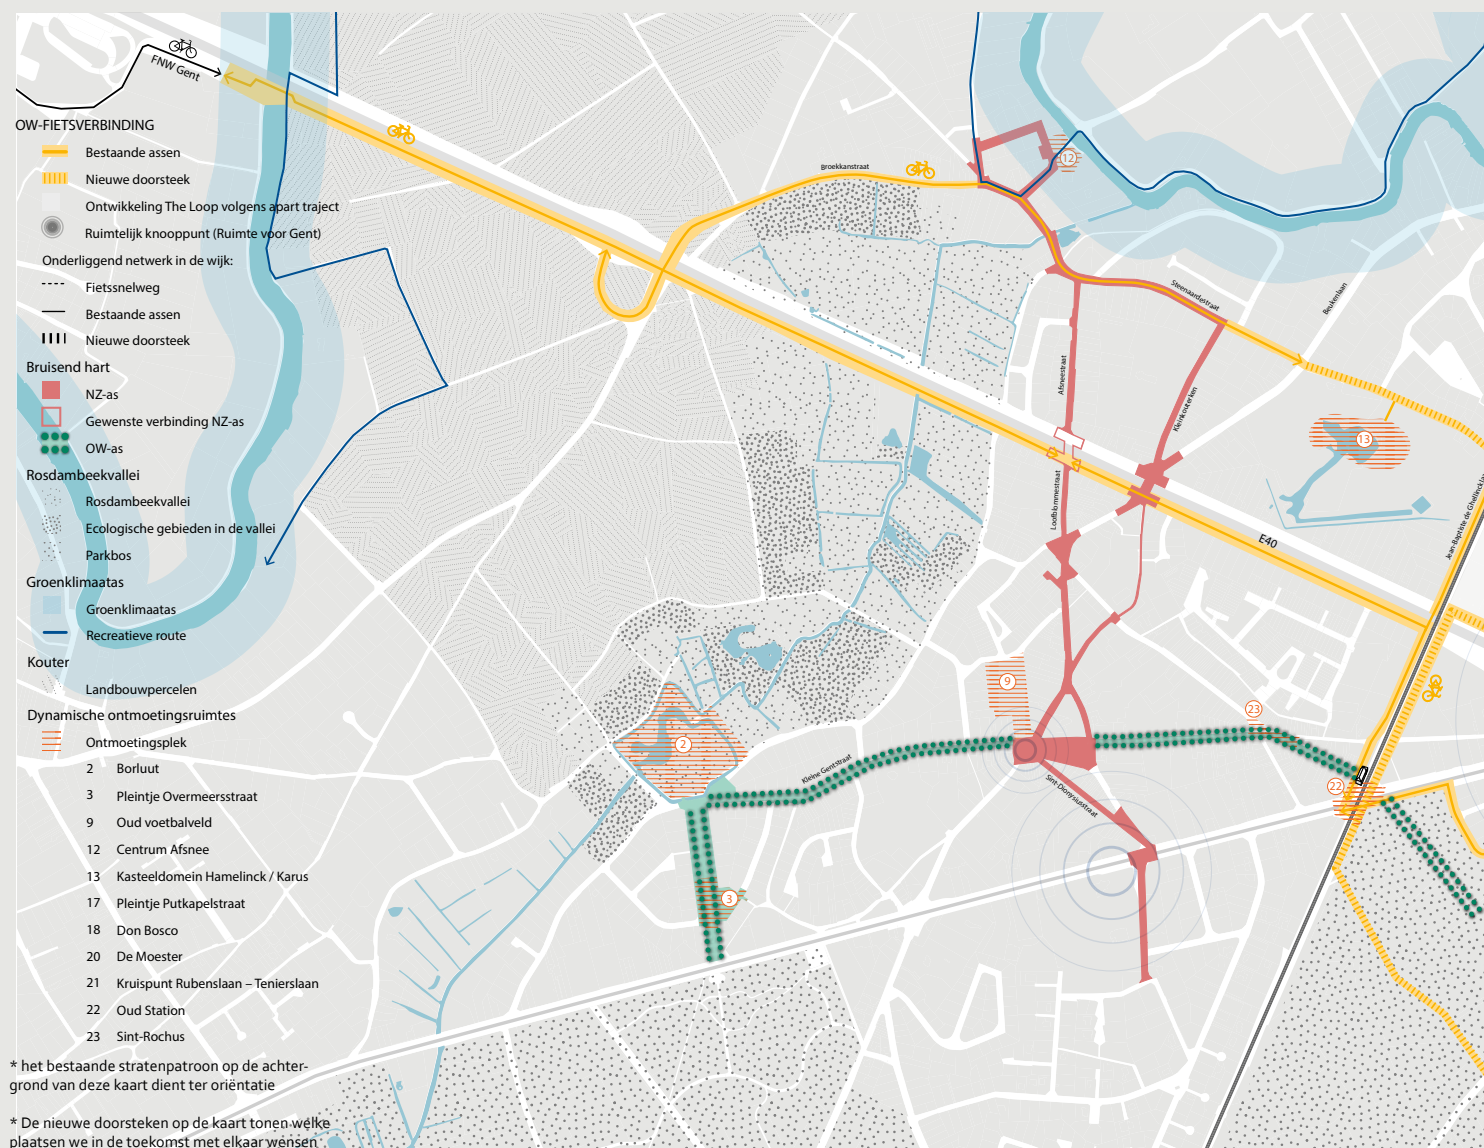 FNW Gent
OW-FIETSVERBINDING
Bestaande assen
Nieuwe doorsteek
Ontwikkeling The Loop volgens apart traject
Ruimtelijk knooppunt (Ruimte voor Gent)
Onderliggend netwerk in de wijk:
Fietssnelweg
Bestaande assen
Nieuwe doorsteek
Bruisend hart
NZ-as
Gewenste verbinding NZ-as
OW-as
Rosdambeekvallei
Rosdambeekvallei
Ecologische gebieden in de vallei
Parkbos
Groenklimaatas
Groenklimaatas
Recreatieve route
Kouter
Landbouwpercelen
Dynamische ontmoetingsruimtes
Ontmoetingsplek
2 Borluut
3 Pleintje Overmeersstraat
9 Oud voetbalveld
12 Centrum Afsnee
13 Kasteeldomein Hamelinck / Karus
17 Pleintje Putkapelstraat
18 Don Bosco
20 De Moester
21 Kruispunt Rubenslaan – Tenierslaan
22 Oud Station
23 Sint-Rochus
* het bestaande stratenpatroon op de achter-
grond van deze kaart dient ter oriëntatie
* De nieuwe doorsteken op de kaart tonen welke
plaatsen we in de toekomst met elkaar wensen
Broekkanstraat
12
Steenaardestraat
Beukenlaan
Afsneestraat
Kleinkouterken
13
Loofblommestraat
E40
Jean-Baptiste de Ghellincklaan
9
23
2
Kleine Gentstraat
Sint-Dionysiusstraat
22
3